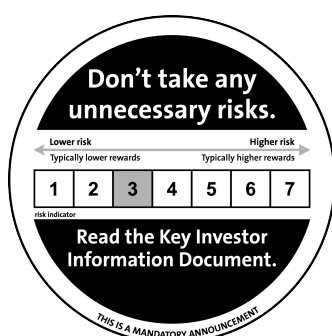 Don't take any
unnecessary risks.
Lower risk Higher risk
Typically lower rewards Typically higher rewards
1 2 3 4 5 6 7
risk indicator
Read the Key Investor
Information Document.
THIS IS A MANDATORY ANNOUNCEMENT